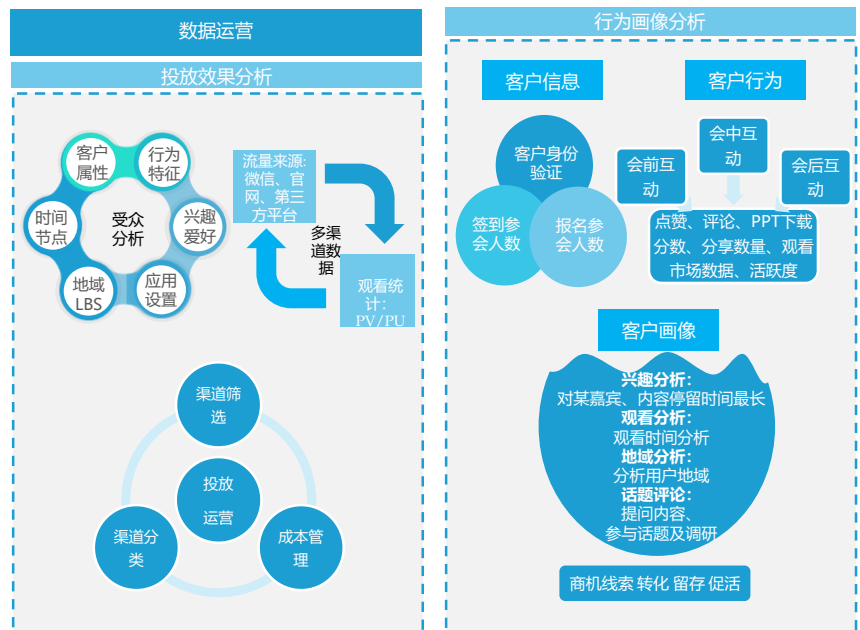 数据运营
投放效果分析
客户
属性
行为
特征
时间
节点
受众
分析
兴趣
爱好
地域
LBS
应用
设置
流量来源:
微信、官
网、第三
方平台
多渠
道数
据
观看统
计：
PV/PU
渠道筛
选
投放
运营
渠道分
类
成本管
理
行为画像分析
客户信息
客户行为
客户身份
验证
签到参
会人数
报名参
会人数
会前互
动
会中互
动
会后互
动
点赞、评论、PPT下载
分数、分享数量、观看
市场数据、活跃度
客户画像
兴趣分析：
对某嘉宾、内容停留时间最长
观看分析：
观看时间分析
地域分析：
分析用户地域
话题评论：
提问内容、
参与话题及调研
商机线索 转化 留存 促活